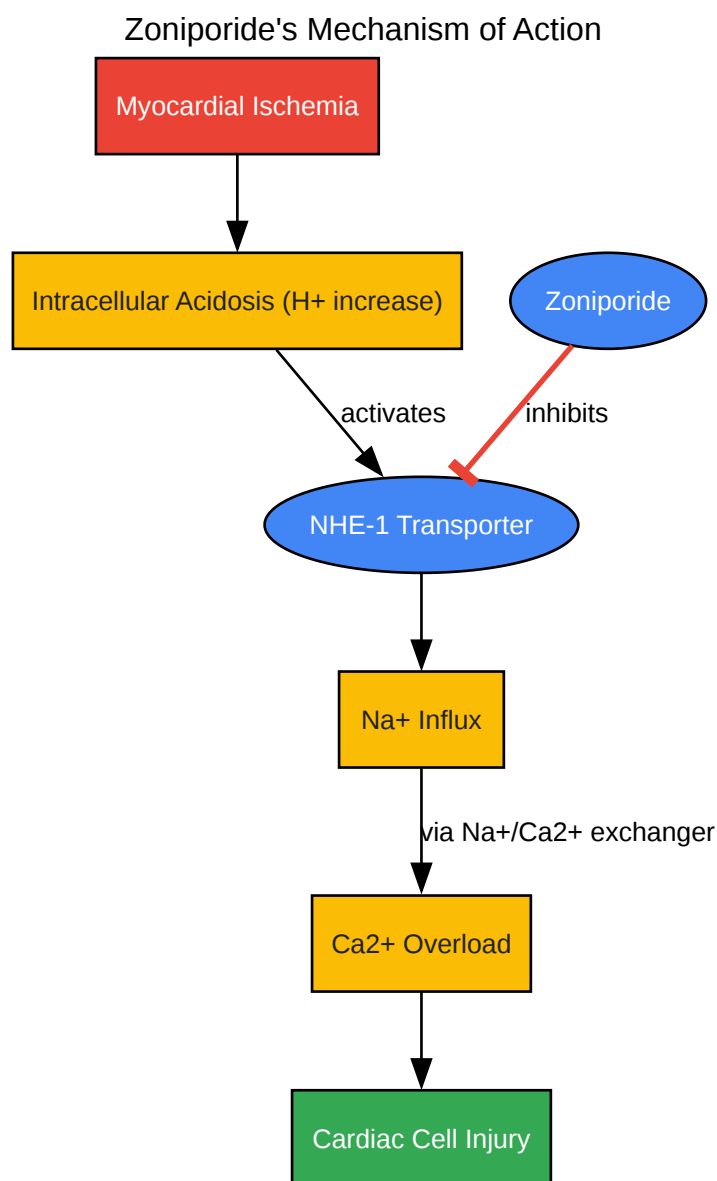 Zoniporide's Mechanism of Action
Myocardial Ischemia
Intracellular Acidosis (H+ increase)
Zoniporide
activates
inhibits
NHE-1 Transporter
Na+ Influx
via Na+/Ca2+ exchanger
Ca2+ Overload
Cardiac Cell Injury